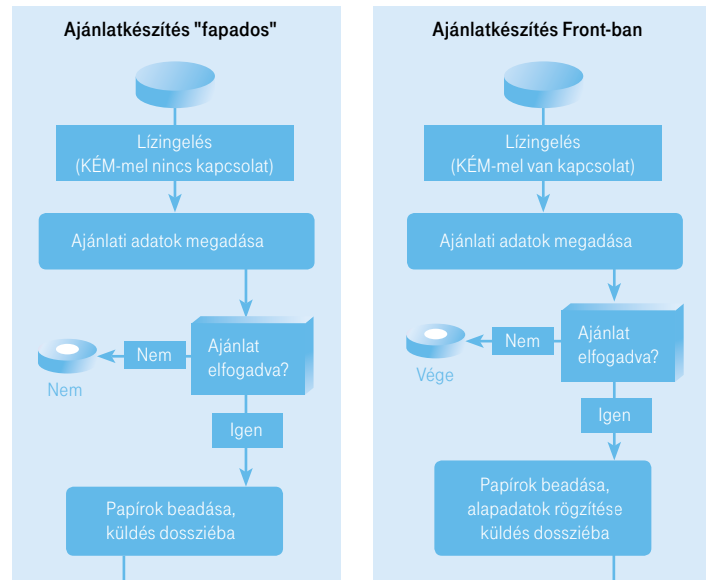 Ajánlatkészítés "fapados"
Lízingelés
(KÉM-mel nincs kapcsolat)
Ajánlati adatok megadása
Ajánlat
elfogadva?
Nem
Nem
Igen
Papírok beadása,
küldés dossziéba
Ajánlatkészítés Front-ban
Lízingelés
(KÉM-mel van kapcsolat)
Ajánlati adatok megadása
Ajánlat
elfogadva?
Nem
Vége
Igen
Papírok beadása,
alapadatok rögzítése
küldés dossziéba